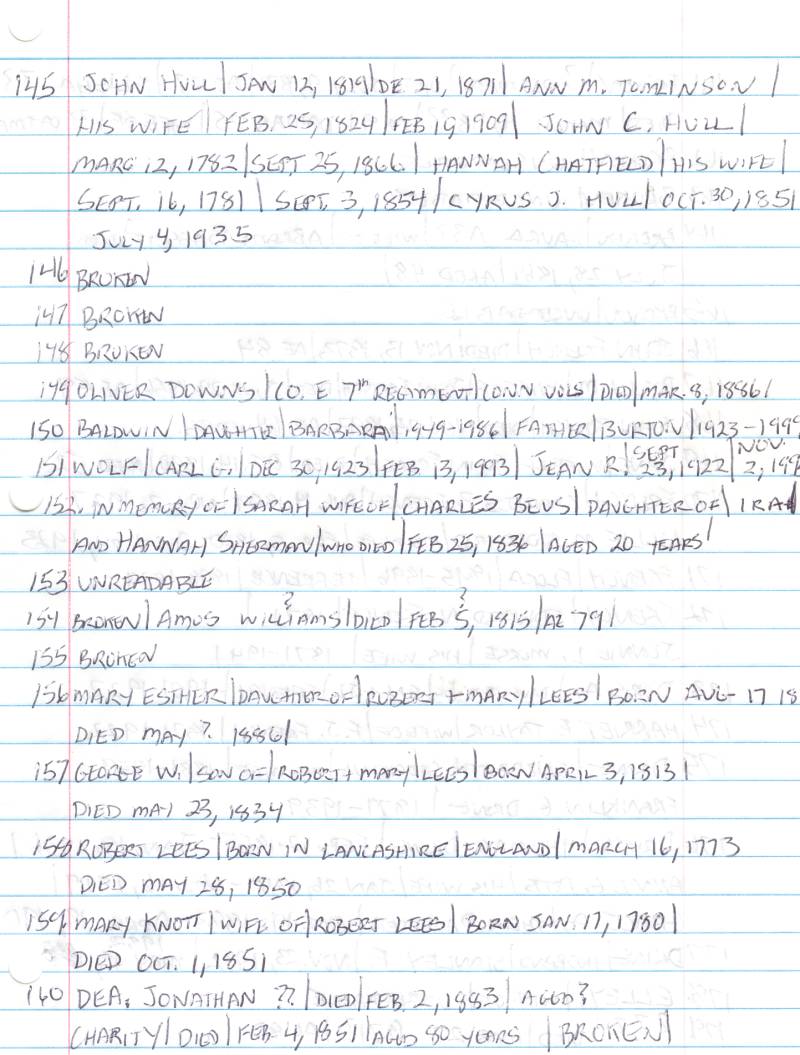 145 JOHN HULL | JAN 12, 1819 | DE 21, 1871 | ANN M. TOMLINSON |
HIS WIFE | FEB. 25, 1824 | FEB 19, 1909 | JOHN C. HULL |
MARC 12, 1782 | SEPT 25, 1866 | HANNAH CHATFIELD | HIS WIFE |
SEPT. 16, 1781 | SEPT. 3, 1854 | CYRUS J. HULL | OCT. 30, 1851
JULY 4, 1935
146 BROKEN
147 BROKEN
148 BROKEN
149 OLIVER DOWNS | CO. E 7th REGIMENT | CONN VOLS | DIED | MAR. 8, 1886 |
150 BALDWIN | DAUGHTER | BARBARA | 1949-1986 | FATHER | BURTON | 1923-1999
151 WOLF | CARL G. | DEC 30, 1923 | FEB 13, 1993 | JEAN R. | SEPT 23, 1922 | NOV. 2, 199
152. IN MEMORY OF | SARAH WIFE OF | CHARLES BEUS | DAUGHTER OF | IRA
AND HANNAH SHERMAN | WHO DIED | FEB 25, 1836 | AGED 20 YEARS |
153 UNREADABLE
154 BROKEN | AMOS WILLIAMS ? | DIED | FEB 5, ? 1815 | AE 79 |
155 BROKEN
156 MARY ESTHER | DAUGHTER OF | ROBERT + MARY | LEES | BORN AUG- 17 18
DIED MAY ? 1886 |
157 GEORGE W. | SON OF | ROBERT + MARY | LEES | BORN APRIL 3, 1813 |
DIED MAY 23, 1834
158 ROBERT LEES | BORN IN LANCASHIRE | ENGLAND | MARCH 16, 1773
DIED MAY 28, 1850
159. MARY KNOTT | WIFE OF | ROBERT LEES | BORN JAN. 17, 1780 |
DIED OCT. 1, 1851
160 DEA. JONATHAN ?? | DIED | FEB. 2, 1883 | AGED ?
CHARITY | DIED | FEB 4, 1851 | AGED 80 YEARS | BROKEN |